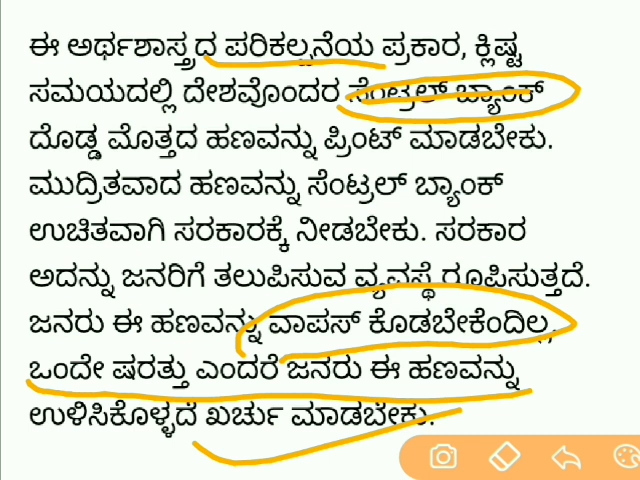 ಈ ಅರ್ಥಶಾಸ್ತ್ರದ ಪರಿಕಲ್ಪನೆಯ ಪ್ರಕಾರ, ಕ್ಲಿಷ್ಟ
ಸಮಯದಲ್ಲಿ ದೇಶವೊಂದರ ಸೆಂಟ್ರಲ್ ಬ್ಯಾಂಕ್
ದೊಡ್ಡ ಮೊತ್ತದ ಹಣವನ್ನು ಪ್ರಿಂಟ್ ಮಾಡಬೇಕು.
ಮುದ್ರಿತವಾದ ಹಣವನ್ನು ಸೆಂಟ್ರಲ್ ಬ್ಯಾಂಕ್
ಉಚಿತವಾಗಿ ಸರಕಾರಕ್ಕೆ ನೀಡಬೇಕು. ಸರಕಾರ
ಅದನ್ನು ಜನರಿಗೆ ತಲುಪಿಸುವ ವ್ಯವಸ್ಥೆ ರೂಪಿಸುತ್ತದೆ.
ಜನರು ಈ ಹಣವನ್ನು ವಾಪಸ್ ಕೊಡಬೇಕೆಂದಿಲ್ಲ,
ಒಂದೇ ಷರತ್ತು ಎಂದರೆ ಜನರು ಈ ಹಣವನ್ನು
ಉಳಿಸಿಕೊಳ್ಳದೆ ಖರ್ಚು ಮಾಡಬೇಕು.